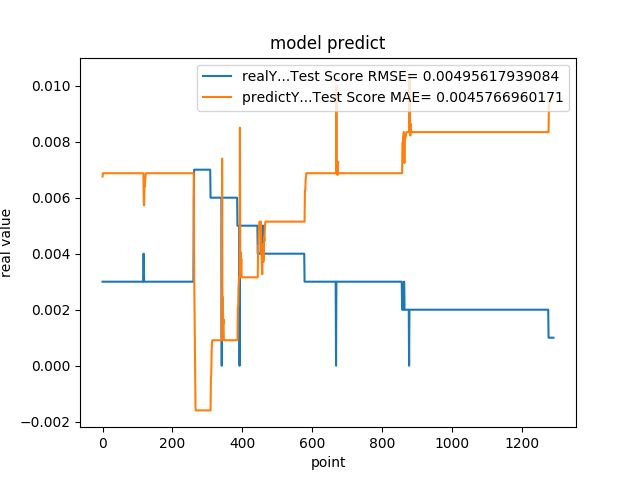 model predict
realY...Test Score RMSE= 0.00495617939084
predictY...Test Score MAE= 0.0045766960171
real value
0.010
0.008
0.006
0.004
0.002
0.000
−0.002
0 200 400 600 800 1000 1200
point